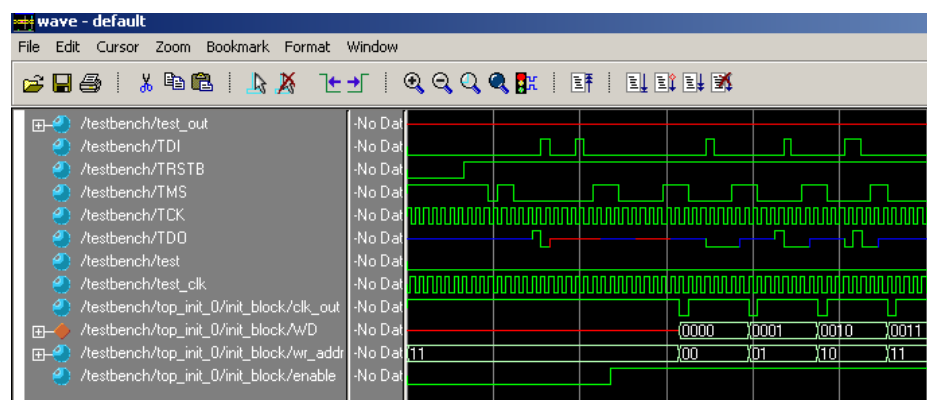 wave - default
File Edit Cursor Zoom Bookmark Format Window
/testbench/test_out -No Dat
/testbench/TDI -No Dat
/testbench/TRSTB -No Dat
/testbench/TMS -No Dat
/testbench/TCK -No Dat
/testbench/TDO -No Dat
/testbench/test -No Dat
/testbench/test_clk -No Dat
/testbench/top_init_0/init_block/clk_out -No Dat
/testbench/top_init_0/init_block/WD -No Dat 0000 0001 0010 0011
/testbench/top_init_0/init_block/wr_addr -No Dat 11 00 01 10 11
/testbench/top_init_0/init_block/enable -No Dat